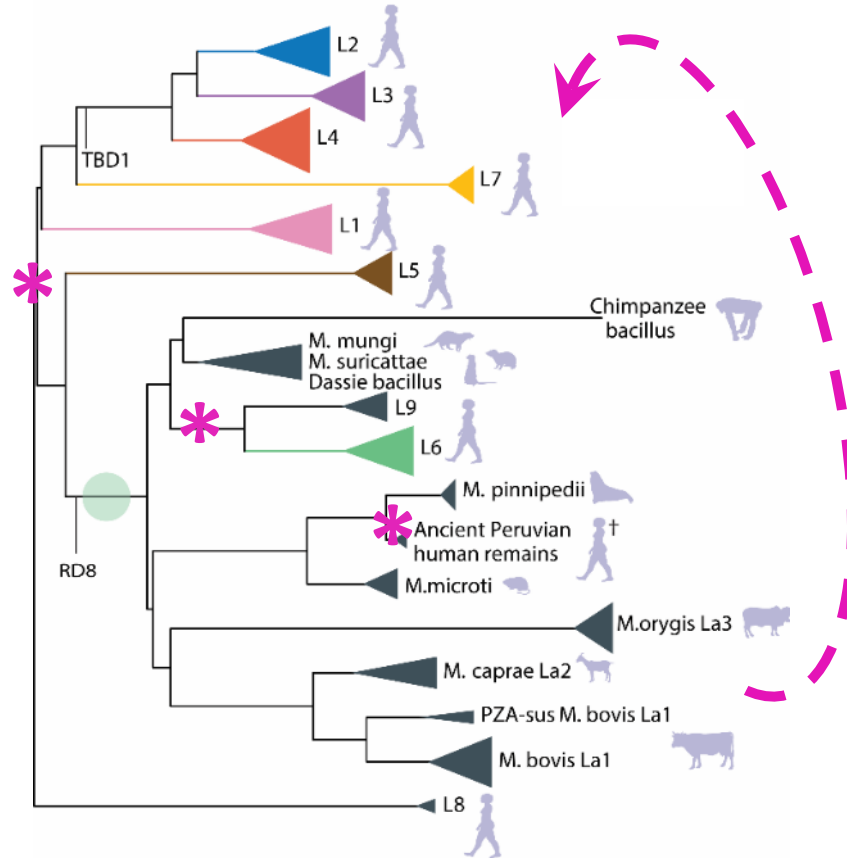 L2
L3
L4
TBD1
L7
L1
L5
Chimpanzee
bacillus
M. mungi
M. suricattae
Dassie bacillus
L9
L6
M. pinnipedii
Ancient Peruvian †
human remains
RD8
M.microti
M.orygis La3
M. caprae La2
PZA-sus M. bovis La1
M. bovis La1
L8